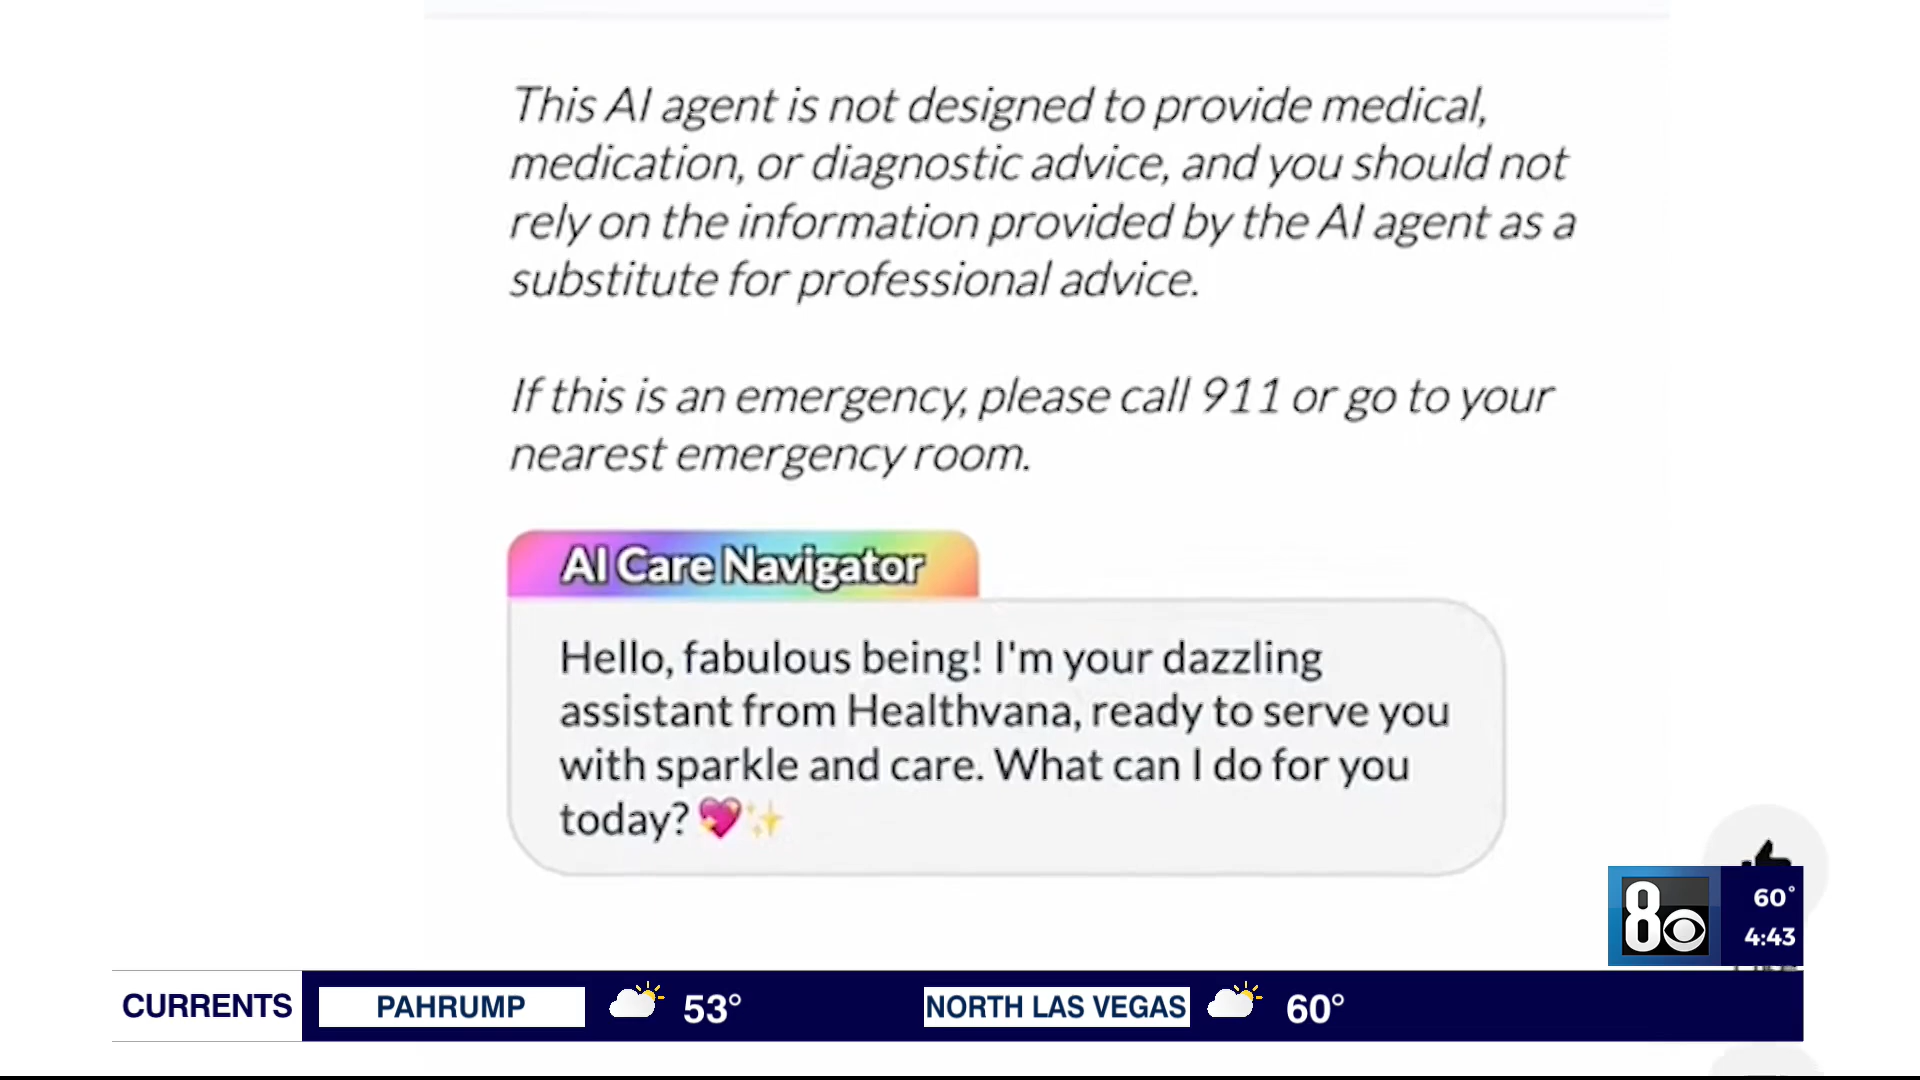 This AI agent is not designed to provide medical,
medication, or diagnostic advice, and you should not
rely on the information provided by the AI agent as a
substitute for professional advice.
If this is an emergency, please call 911 or go to your
nearest emergency room.
AI Care Navigator
Hello, fabulous being! I'm your dazzling
assistant from Healthvana, ready to serve you
with sparkle and care. What can I do for you
today? 💖✨
8
60°
4:43
CURRENTS
PAHRUMP
53°
NORTH LAS VEGAS
60°